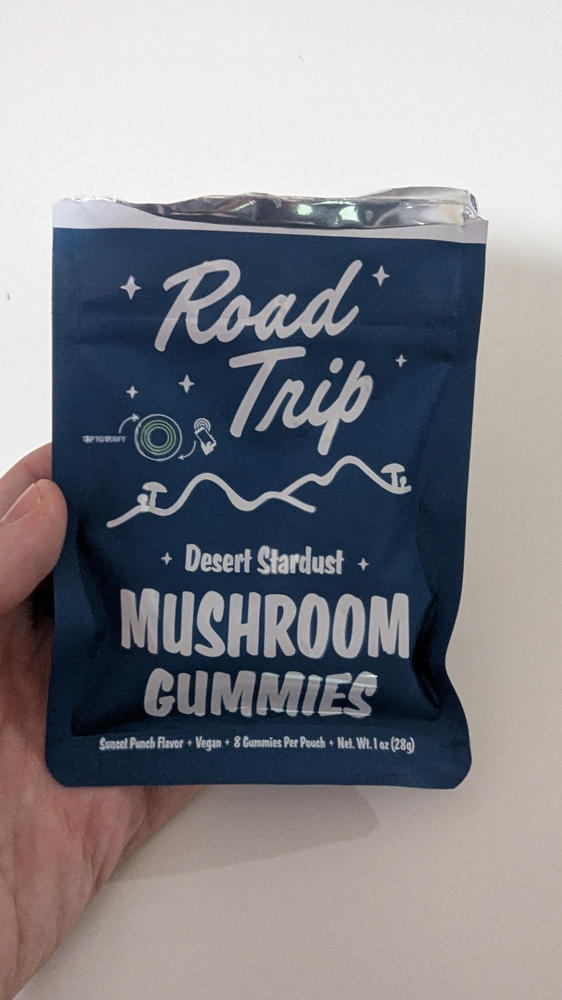 Road
Trip
TAP TO VERIFY
Desert Stardust
MUSHROOM
GUMMIES
Sunset Punch Flavor + Vegan + 8 Gummies Per Pouch + Net. Wt. 1 oz (28g)